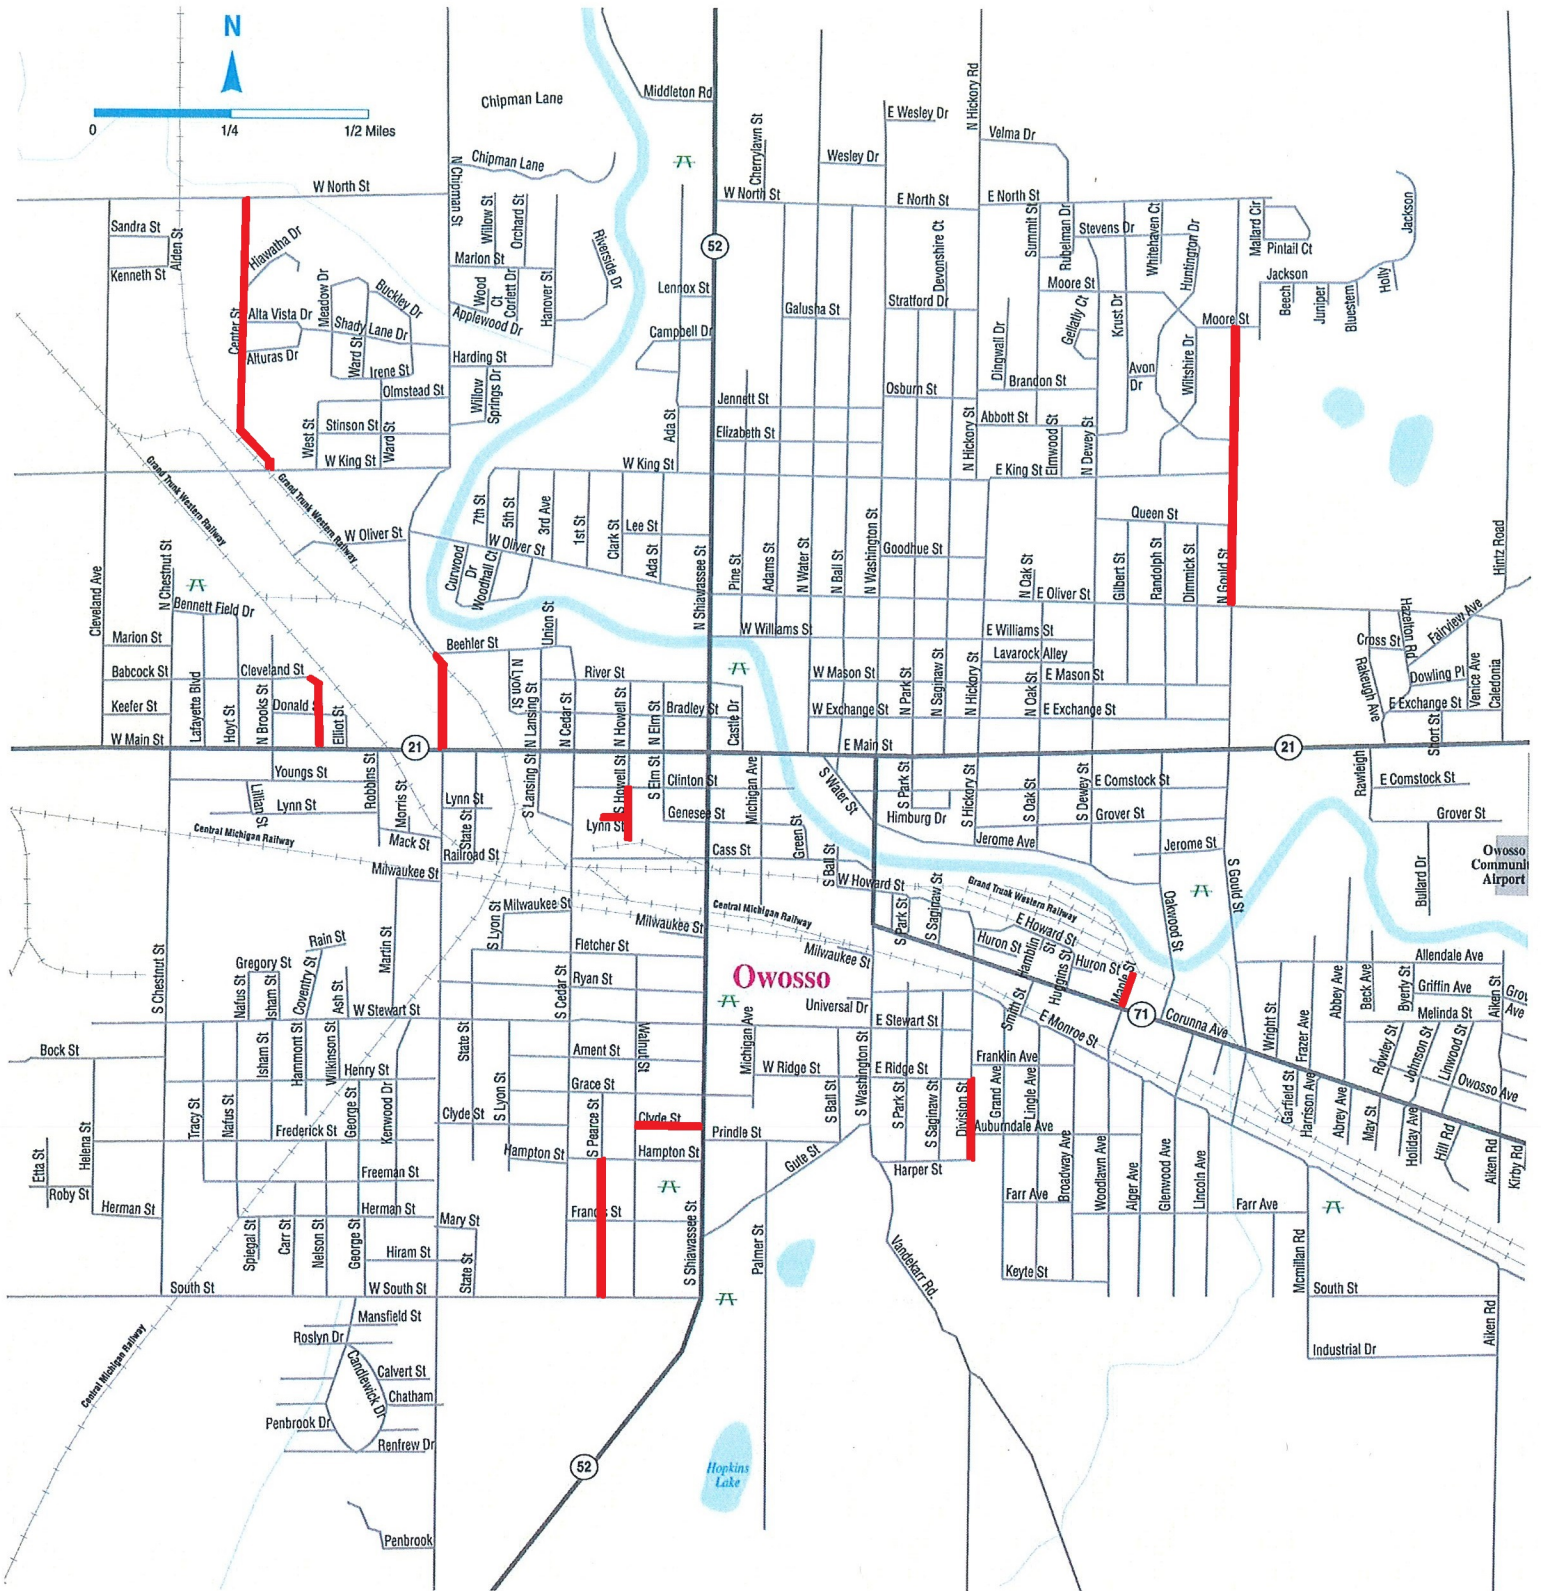 N
0
1/4
1/2 Miles
Chipman Lane
Middleton Rd
N Hickory Rd
E Wesley Dr
Velma Dr
Cherrylawn St
Wesley Dr
N Chipman St
Chipman Lane
W North St
W North St
E North St
E North St
Sandra St
Alden St
Kenneth St
Hiawatha Dr
Willow St
Orchard St
Marion St
Riverside Dr
52
Devonshire Ct
Summit St
Rubelman Dr
Stevens Dr
Whitehaven Ct
Huntington Dr
Mallard Cir
Pintail Ct
Jackson
Jackson
Holly
Beech
Juniper
Bluestem
Center St
Alta Vista Dr
Alturas Dr
Meadow Dr
Buckley Dr
Shady Lane Dr
Ward St
Irene St
Wood Ct
Corlett Dr
Applewood Dr
Hanover St
Lennox St
Campbell Dr
Galusha St
Stratford Dr
Moore St
Gellatly Ct
Krust Dr
Moore St
Dingwall Dr
Avon Dr
Wiltshire Dr
Harding St
Olmstead St
Willow Springs Dr
West St
Stinson St
Ward St
W King St
Ada St
Jennett St
Elizabeth St
Osburn St
Brandon St
Abbott St
N Hickory St
E King St
Elmwood St
N Dewey St
W King St
Grand Trunk Western Railway
Grand Trunk Western Railway
W Oliver St
7th St
5th St
3rd Ave
1st St
Clark St
Lee St
Ada St
W Oliver St
Curwood Dr
Woodhall Ct
N Shiawassee St
Pine St
Adams St
N Water St
N Ball St
N Washington St
Goodhue St
N Oak St
E Oliver St
Queen St
Gilbert St
Randolph St
Dimmick St
N Gould St
Hintz Road
Cleveland Ave
N Chestnut St
Bennett Field Dr
Marion St
Babcock St
Cleveland St
Keefer St
Lafayette Blvd
Hoyt St
N Brooks St
Donald St
Elliot St
W Main St
21
Beehler St
Union St
N Lyon St
River St
N Lansing St
N Cedar St
N Howell St
N Elm St
Bradley St
Castle Dr
W Williams St
E Williams St
Lavarock Alley
W Mason St
E Mason St
W Exchange St
E Exchange St
N Park St
N Saginaw St
N Hickory St
N Oak St
E Main St
21
Cross St
Hazelton Rd
Fairview Ave
Rakeugh Ave
Dowling Pl
Venice Ave
Caledonia
E Exchange St
Short St
Youngs St
Lillian St
Lynn St
Robbins St
Morris St
Mack St
Lynn St
State St
Railroad St
Milwaukee St
Central Michigan Railway
S Lansing St
S Howell St
S Elm St
Clinton St
Genesee St
Lynn St
Michigan Ave
Green St
Cass St
S Water St
S Ball St
W Howard St
S Park St
Himburg Dr
S Hickory St
S Oak St
S Dewey St
E Comstock St
Grover St
Jerome Ave
Jerome St
Rawleigh
E Comstock St
Grover St
Bullard Dr
Owosso
Communit
Airport
Oakwood St
S Gould St
Milwaukee St
S Lyon St
Milwaukee St
Central Michigan Railway
Fletcher St
Ryan St
S Cedar St
Owosso
Milwaukee St
S Park St
S Saginaw St
Grand Trunk Western Railway
E Howard St
Huron St
Hamblin St
Huggins St
Huron St
Maple St
71
Corunna Ave
Smith St
E Monroe St
Allendale Ave
Griffin Ave
Melinda St
Wright St
Frazer Ave
Abbey Ave
Beck Ave
Byerly St
Aiken St
Grov
Ave
Rowley St
Johnson St
Linwood St
Owosso Ave
S Chestnut St
Rain St
Gregory St
Nafus St
Isham St
Coventry St
Ash St
Martin St
W Stewart St
Universal Dr
E Stewart St
Bock St
Isham St
Hammont St
Wilkinson St
Henry St
State St
Ament St
Walnut St
Grace St
Michigan Ave
W Ridge St
E Ridge St
S Washington St
Franklin Ave
Grand Ave
Lingle Ave
Tracy St
Nafus St
George St
Kenwood Dr
Frederick St
Clyde St
S Lyon St
S Pearce St
Clyde St
Prindle St
S Ball St
S Park St
S Saginaw St
Division St
Auburndale Ave
Garfield St
Harrison Ave
Abrey Ave
May St
Holiday Ave
Hill Rd
Aiken Rd
Kirby Rd
Etta St
Helena St
Roby St
Herman St
Freeman St
Herman St
Hampton St
Hampton St
Gute St
Harper St
Broadway Ave
Woodlawn Ave
Alger Ave
Glenwood Ave
Lincoln Ave
Farr Ave
Farr Ave
Francis St
Mary St
Spiegal St
Carr St
Nelson St
George St
Hiram St
State St
S Shiawassee St
Palmer St
Vandekarr Rd.
Keyte St
Mcmillan Rd
South St
W South St
South St
Aiken Rd
Industrial Dr
Mansfield St
Roslyn Dr
Candlewick Dr
Calvert St
Chatham
Penbrook Dr
Renfrew Dr
Central Michigan Railway
52
Hopkins
Lake
Penbrook